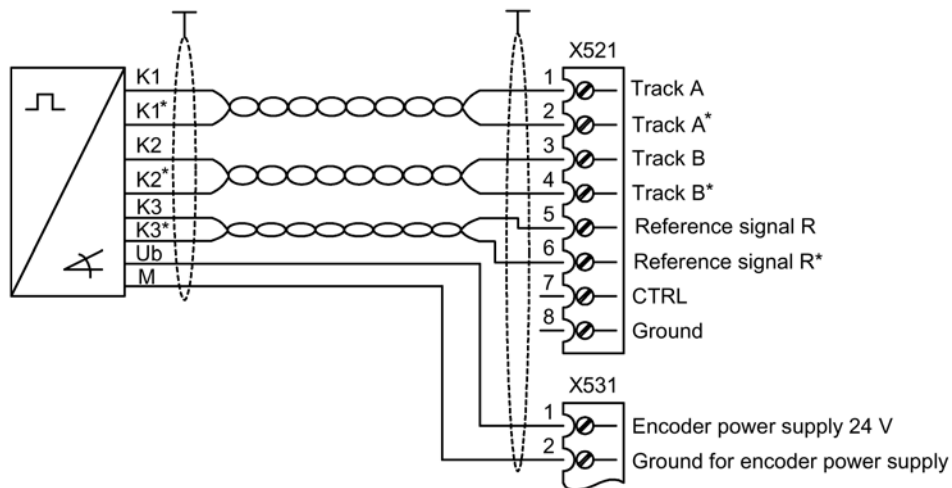 X521
K1
1
Track A
K1*
2
Track A*
K2
3
Track B
K2*
4
Track B*
K3
5
Reference signal R
K3*
6
Reference signal R*
Ub
M
7
CTRL
8
Ground
X531
1
Encoder power supply 24 V
2
Ground for encoder power supply